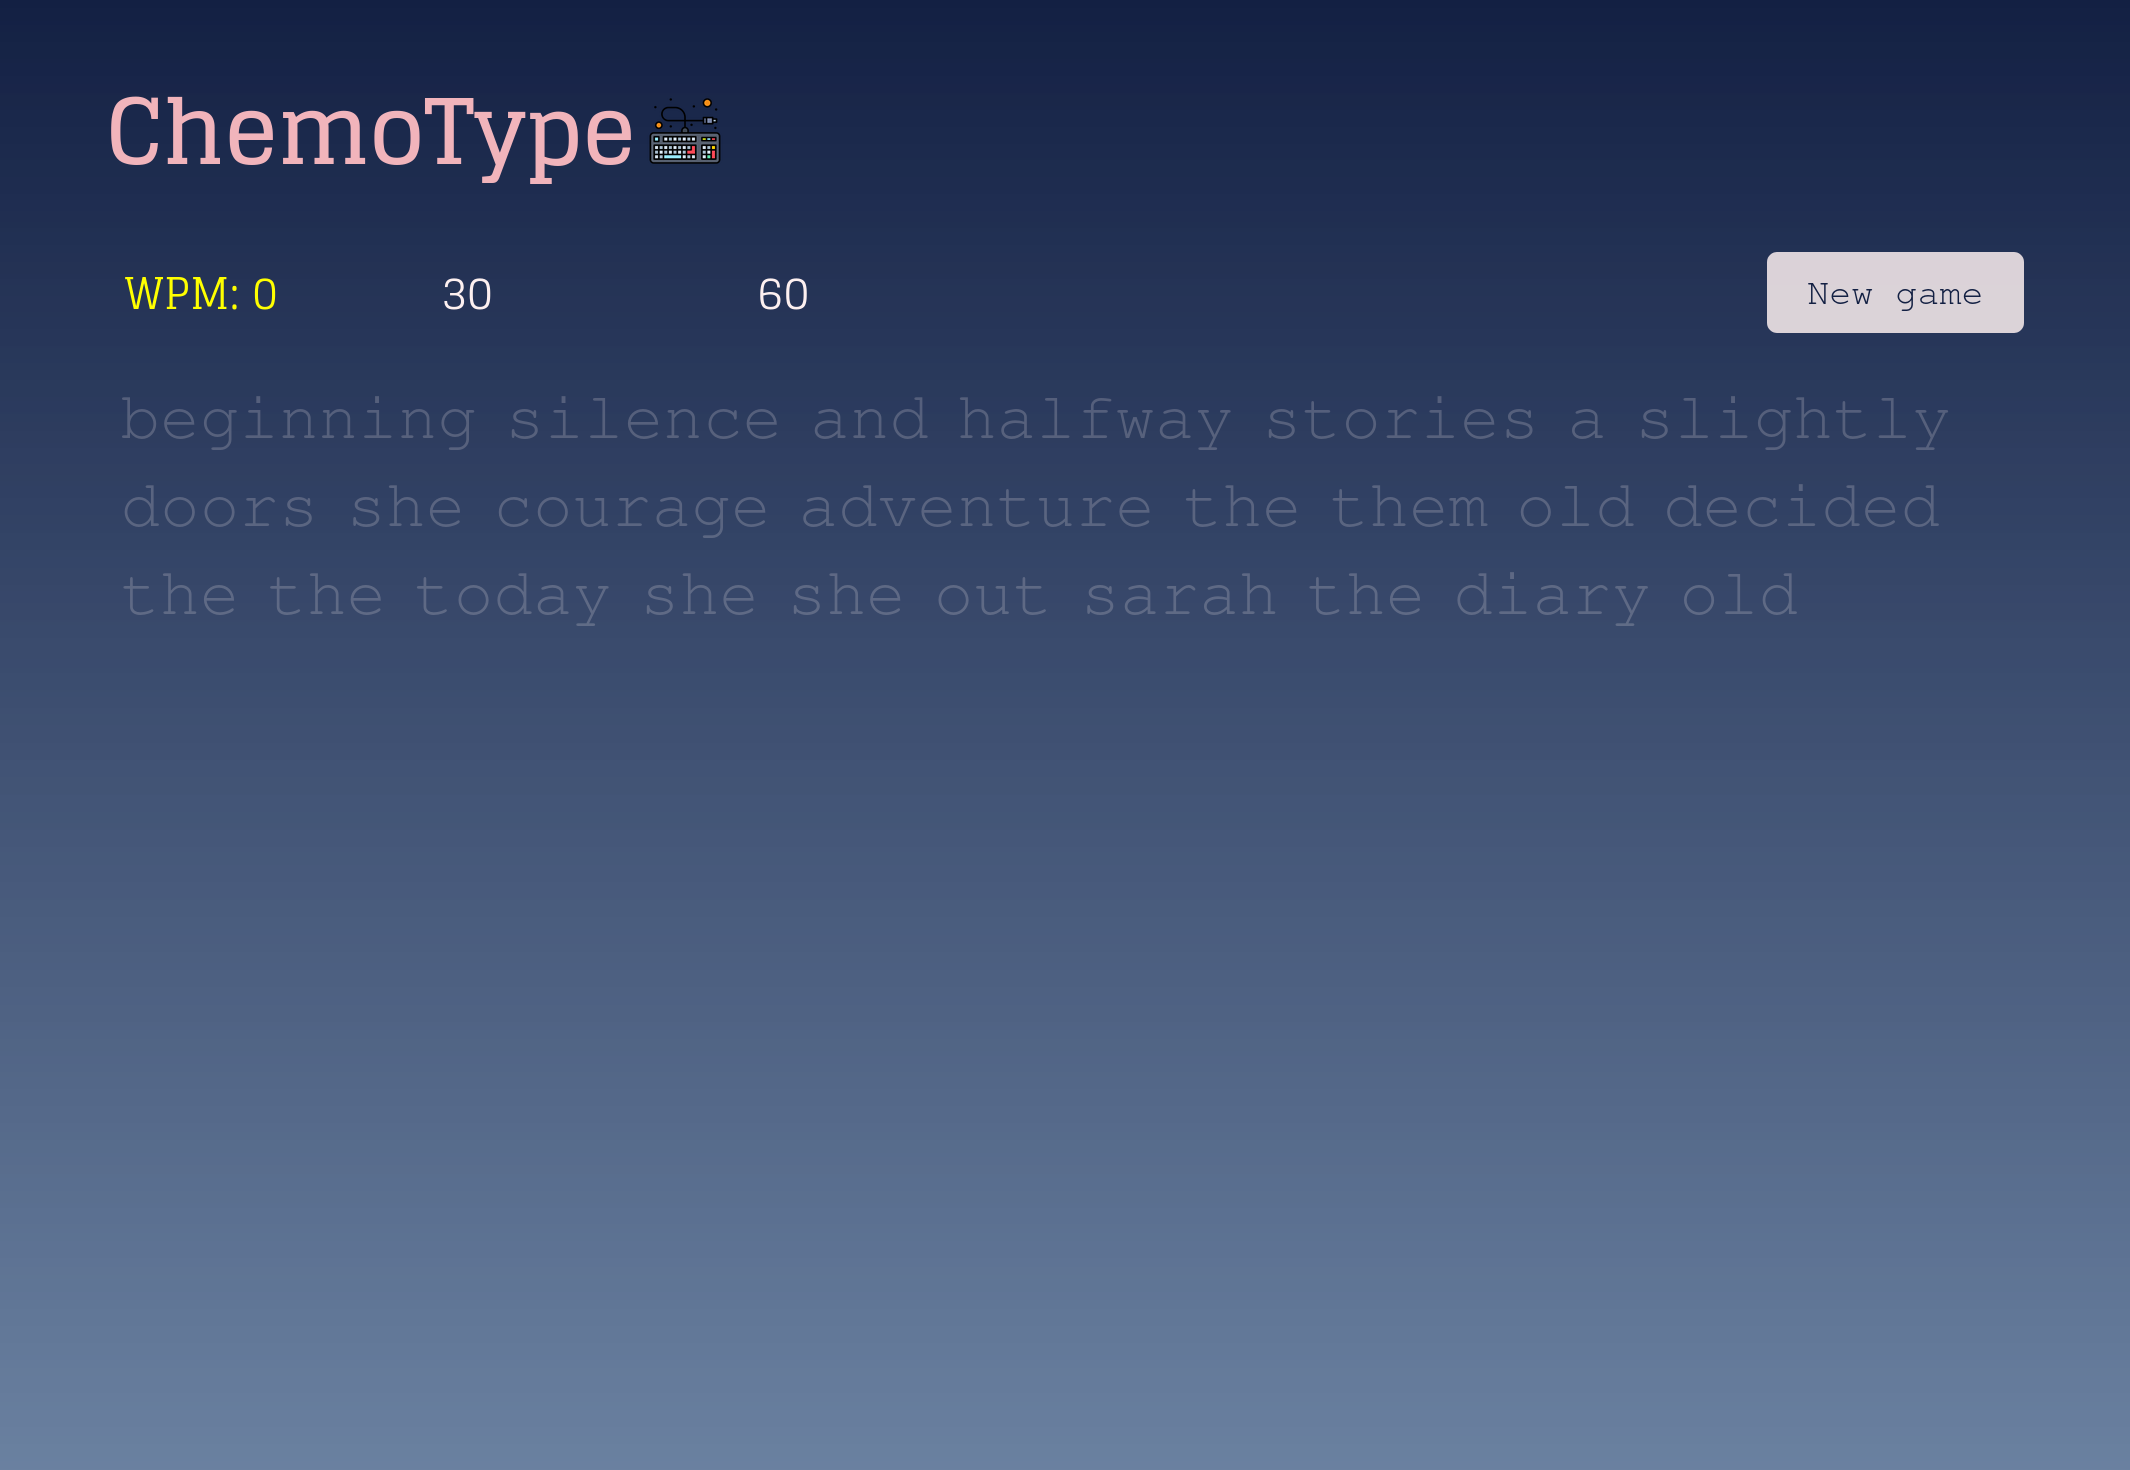 ChemoType
WPM: 0 30 60 New game
beginning silence and halfway stories a slightly
doors she courage adventure the them old decided
the the today she she out sarah the diary old